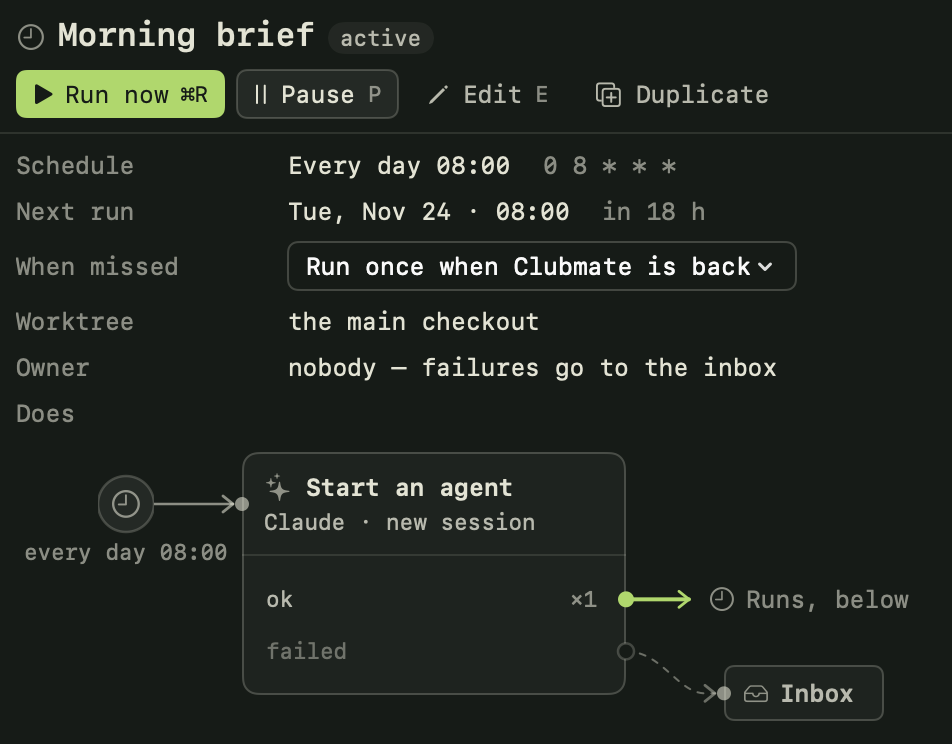 Morning brief active
Run now ⌘R Pause P Edit E Duplicate
Schedule Every day 08:00 0 8 * * *
Next run Tue, Nov 24 · 08:00 in 18 h
When missed Run once when Clubmate is back
Worktree the main checkout
Owner nobody — failures go to the inbox
Does
Start an agent
Claude · new session
every day 08:00
ok ×1 Runs, below
failed
Inbox